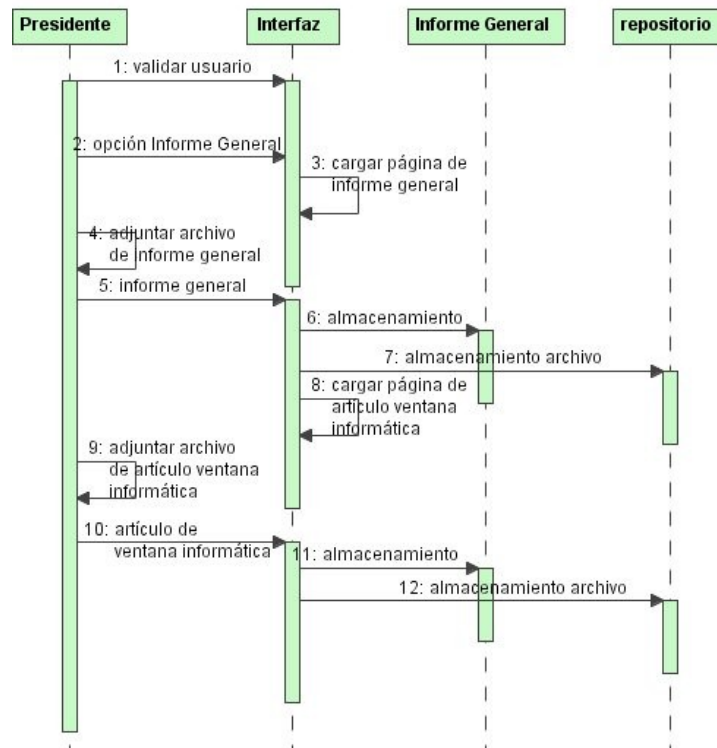 Presidente
Interfaz
Informe General
repositorio
1: validar usuario
2: opción Informe General
3: cargar página de
informe general
4: adjuntar archivo
de informe general
5: informe general
6: almacenamiento
7: almacenamiento archivo
8: cargar página de
artículo ventana
informática
9: adjuntar archivo
de artículo ventana
informática
10: artículo de
ventana informática
11: almacenamiento
12: almacenamiento archivo